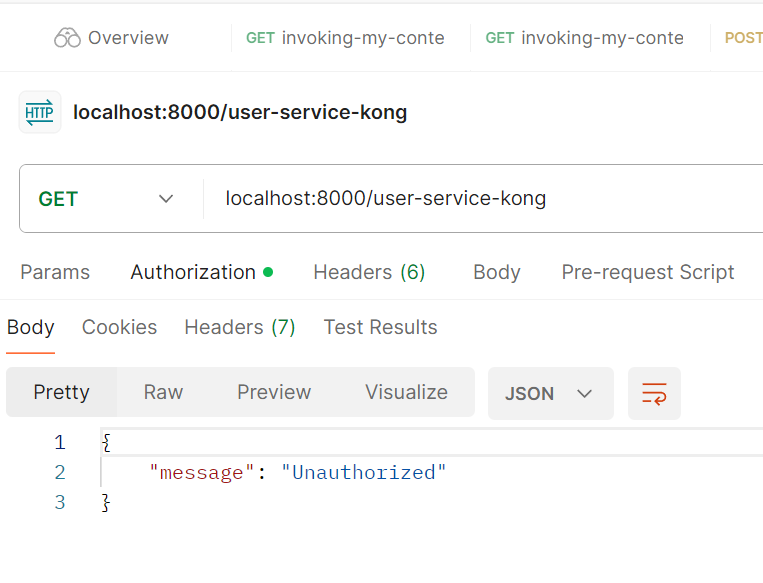 Overview GET invoking-my-conte GET invoking-my-conte POST
HTTP localhost:8000/user-service-kong
GET localhost:8000/user-service-kong
Params Authorization Headers (6) Body Pre-request Script
Body Cookies Headers (7) Test Results
Pretty Raw Preview Visualize JSON
1 {
2 "message": "Unauthorized"
3 }